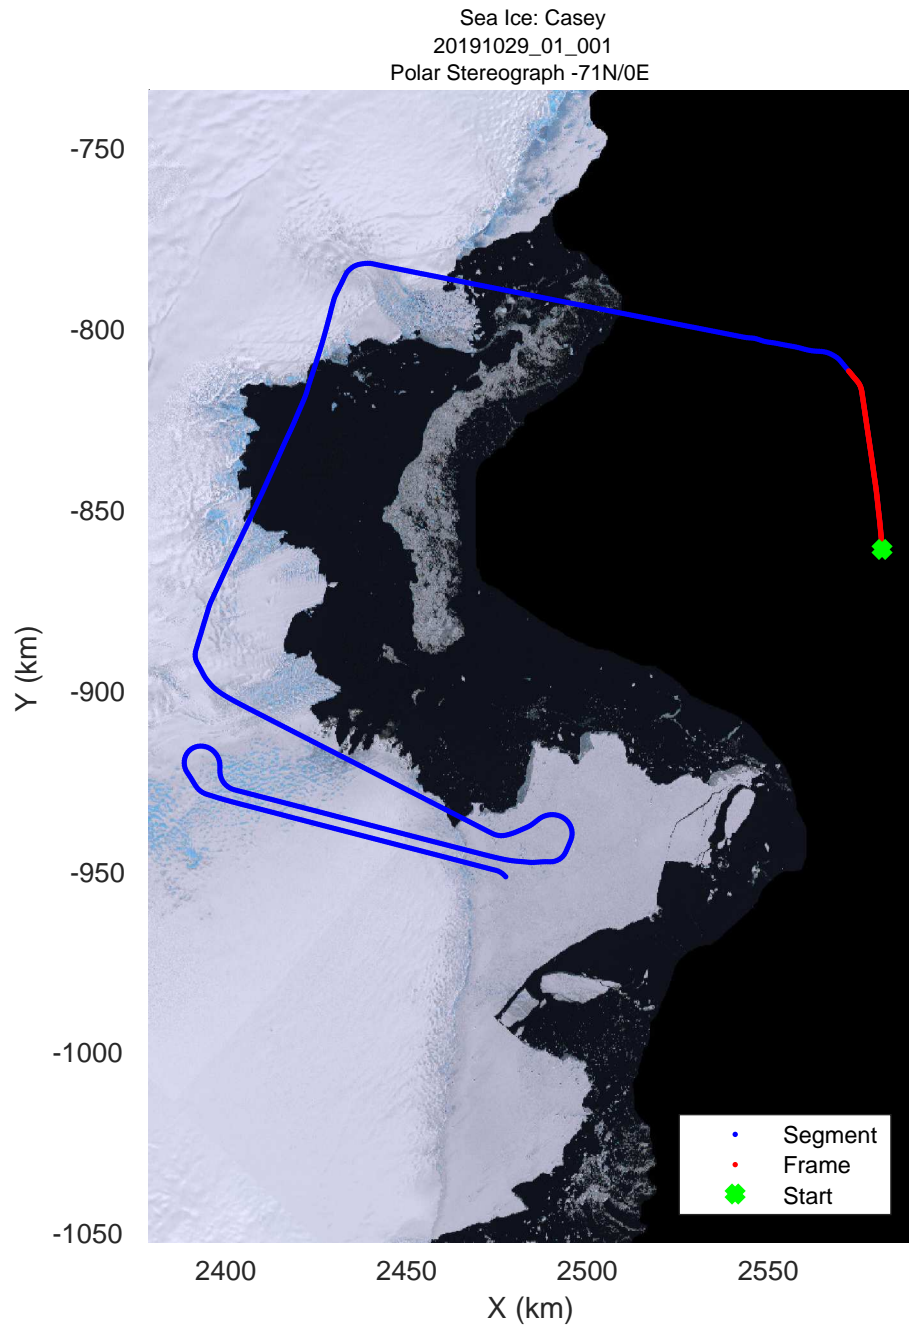 Sea Ice: Casey
20191029_01_001
Polar Stereograph -71N/0E
-750
-800
-850
-900
-950
-1000
-1050
Y (km)
2400
2450
2500
2550
X (km)
Segment
Frame
Start